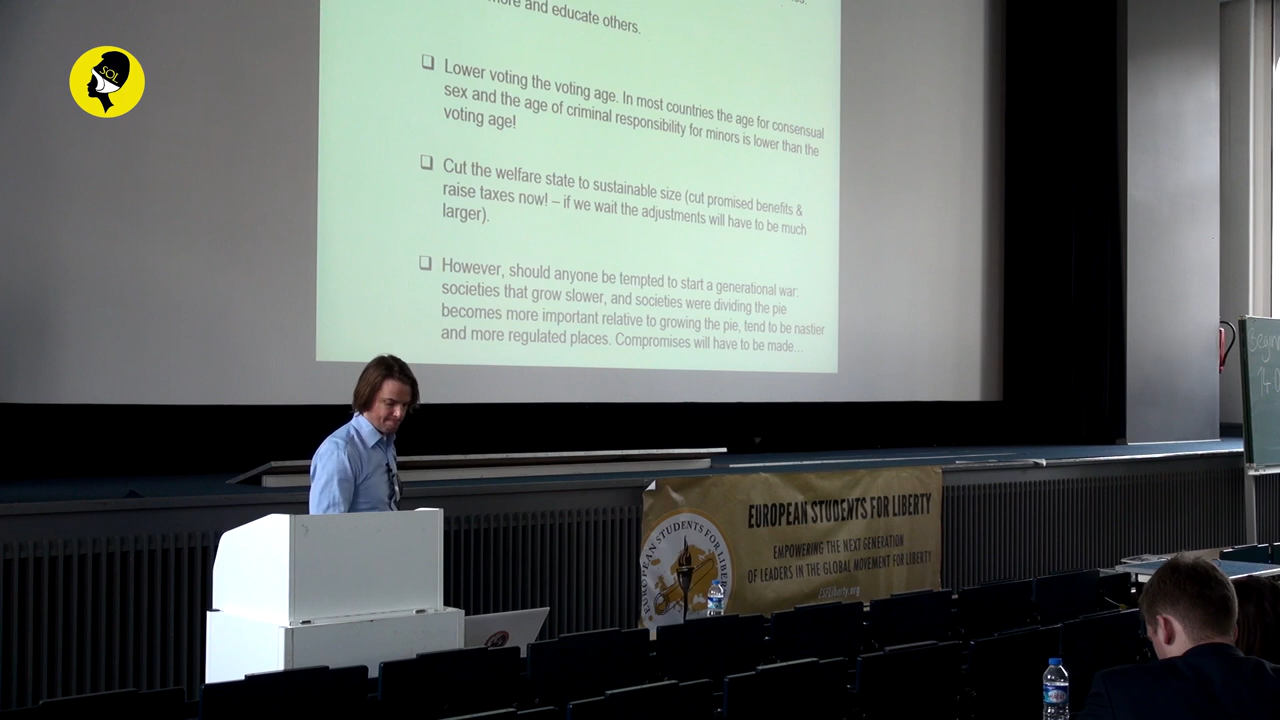 and educate others.
SOL
❑ Lower voting the voting age. In most countries the age for consensual
sex and the age of criminal responsibility for minors is lower than the
voting age!
❑ Cut the welfare state to sustainable size (cut promised benefits &
raise taxes now! – if we wait the adjustments will have to be much
larger).
❑ However, should anyone be tempted to start a generational war:
societies that grow slower, and societies were dividing the pie
becomes more important relative to growing the pie, tend to be nastier
and more regulated places. Compromises will have to be made...
EUROPEAN STUDENTS FOR LIBERTY
EMPOWERING THE NEXT GENERATION
OF LEADERS IN THE GLOBAL MOVEMENT FOR LIBERTY
ESFLiberty.org
EUROPEAN STUDENTS FOR